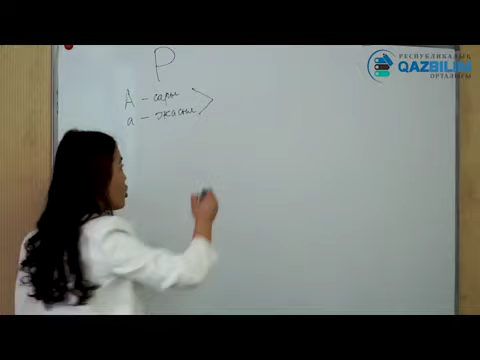 P
A - сары
a - жасыл
РЕСПУБЛИКАЛЫҚ
QAZBILIM
ОРТАЛЫҒЫ